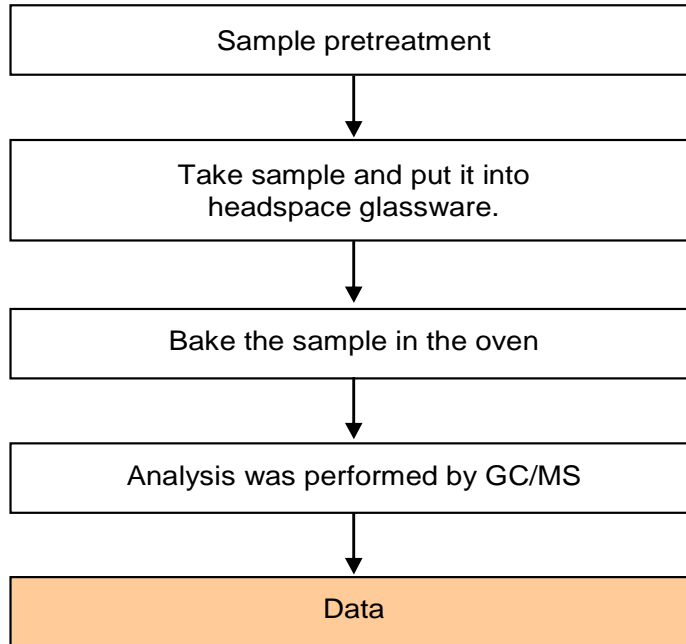 Sample pretreatment
Take sample and put it into
headspace glassware.
Bake the sample in the oven
Analysis was performed by GC/MS
Data